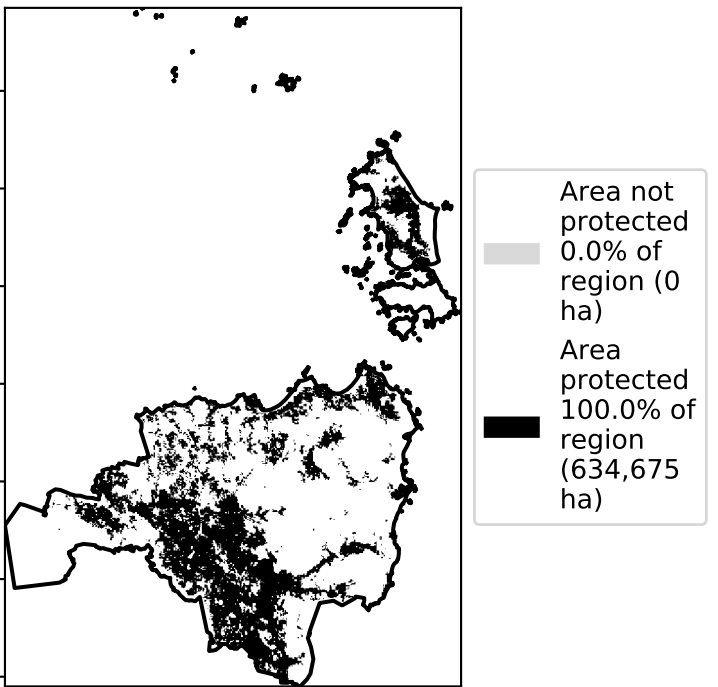 Area not
protected
0.0% of
region (0
ha)
Area
protected
100.0% of
region
(634,675
ha)